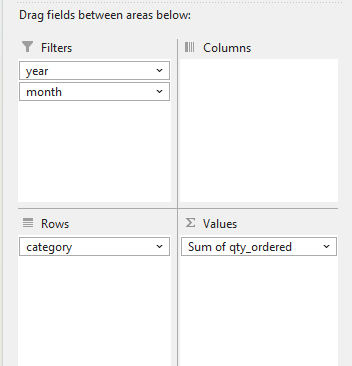 Drag fields between areas below:
Filters
Columns
year
month
Rows
Values
category
Sum of qty_ordered